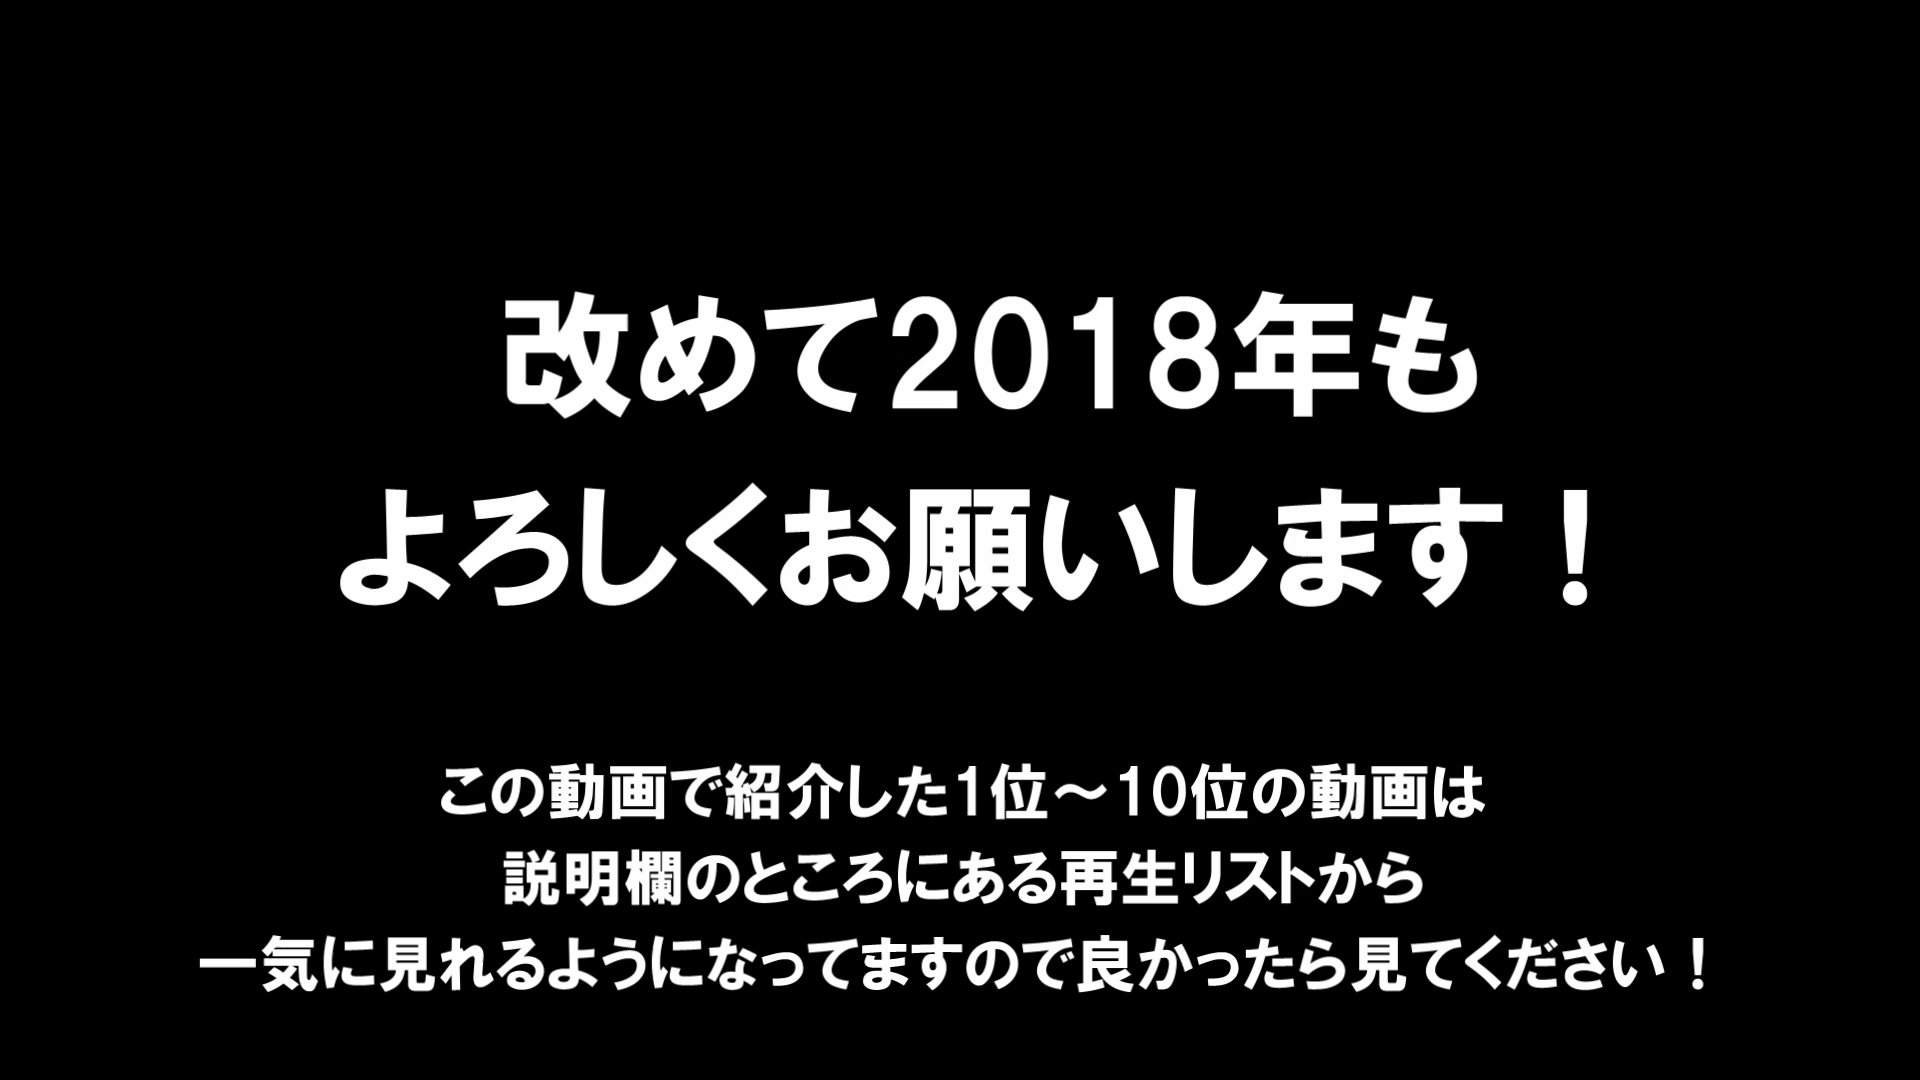 改めて2018年も
よろしくお願いします！
この動画で紹介した1位～10位の動画は
説明欄のところにある再生リストから
一気に見れるようになってますので良かったら見てください！